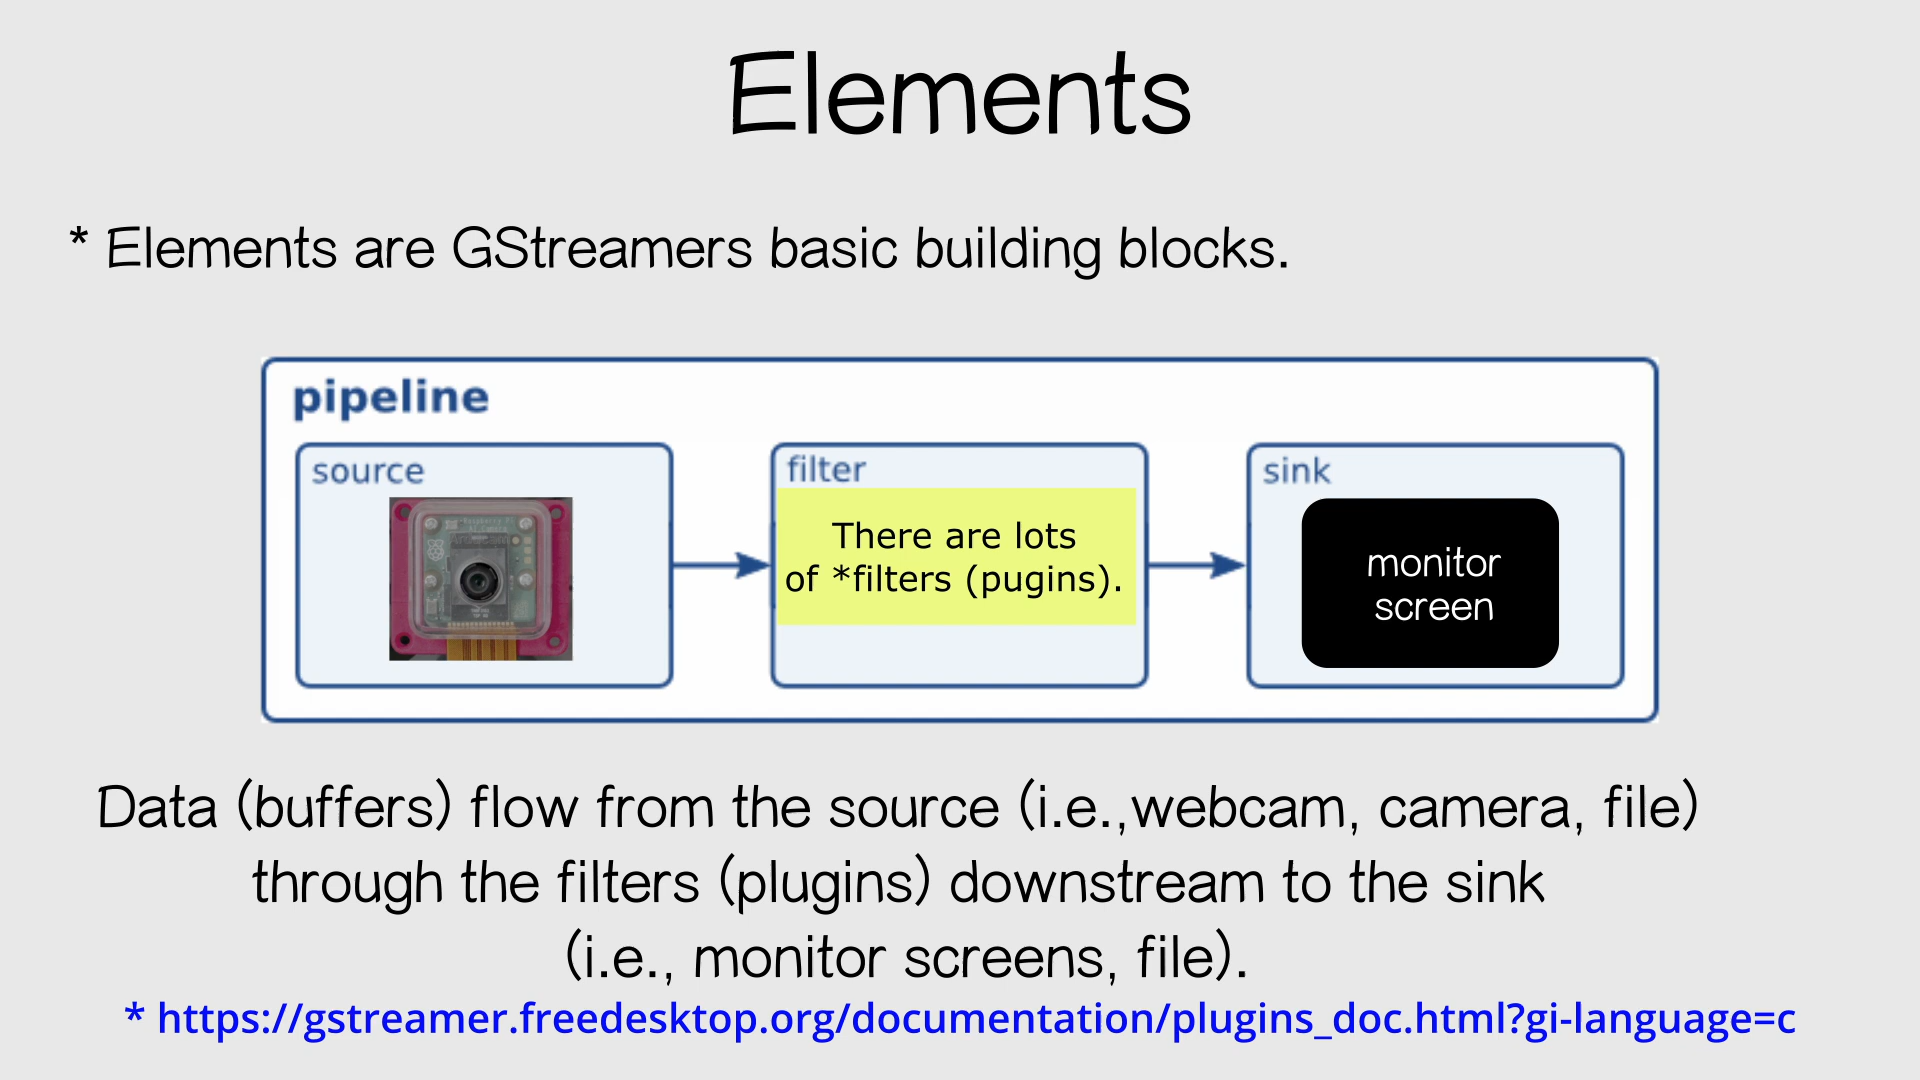 Elements
* Elements are GStreamers basic building blocks.
pipeline
source
filter
There are lots
of *filters (pugins).
sink
monitor
screen
Data (buffers) flow from the source (i.e.,webcam, camera, file)
through the filters (plugins) downstream to the sink
(i.e., monitor screens, file).
* https://gstreamer.freedesktop.org/documentation/plugins_doc.html?gi-language=c